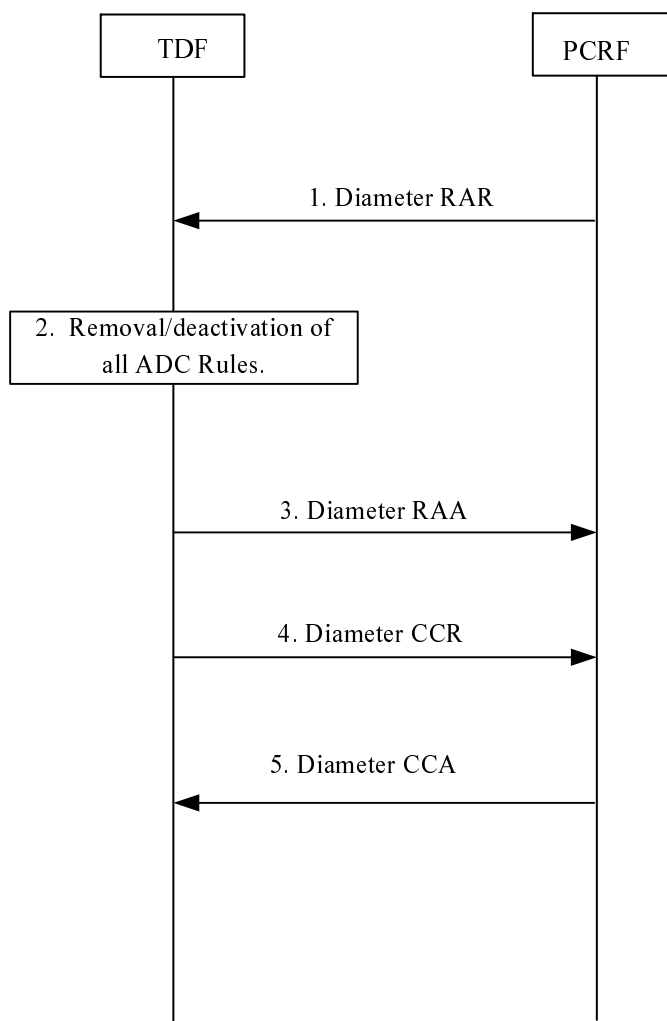 TDF
PCRF
1. Diameter RAR
2. Removal/deactivation of
all ADC Rules.
3. Diameter RAA
4. Diameter CCR
5. Diameter CCA